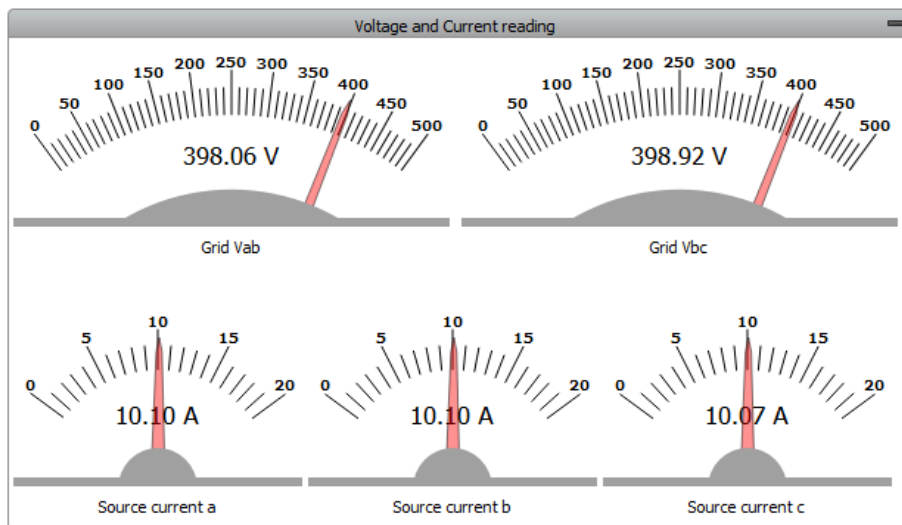 Voltage and Current reading
0 50 100 150 200 250 300 350 400 450 500
398.06 V
Grid Vab
0 50 100 150 200 250 300 350 400 450 500
398.92 V
Grid Vbc
0 5 10 15 20
10.10 A
Source current a
0 5 10 15 20
10.10 A
Source current b
0 5 10 15 20
10.07 A
Source current c